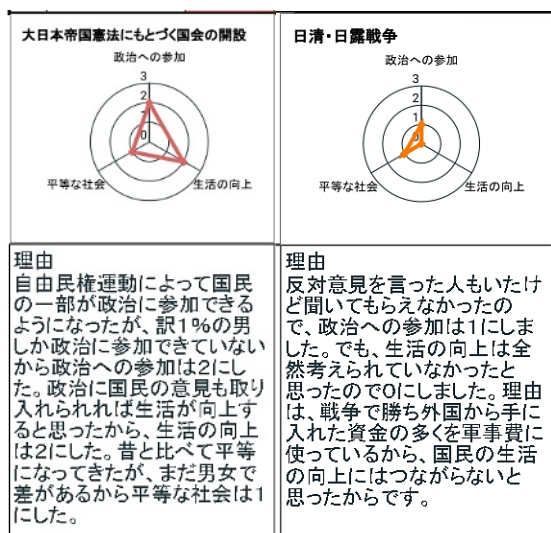 大日本帝国憲法にもとづく国会の開設
政治への参加
3
2
1
0
平等な社会
生活の向上
理由
自由民権運動によって国民
の一部が政治に参加できる
ようになったが、訳1%の男
しか政治に参加できていない
から政治への参加は2にし
た。政治に国民の意見も取り
入れられれば生活が向上す
ると思ったから、生活の向上
は2にした。昔と比べて平等
になってきたが、まだ男女で
差があるから平等な社会は1
にした。
日清・日露戦争
政治への参加
3
2
1
0
平等な社会
生活の向上
理由
反対意見を言った人もいたけ
ど聞いてもらえなかったの
で、政治への参加は1にしま
した。でも、生活の向上は全
然考えられていなかったと
思ったので0にしました。理由
は、戦争で勝ち外国から手に
入れた資金の多くを軍事費に
使っているから、国民の生活
の向上にはつながらないと
思ったからです。